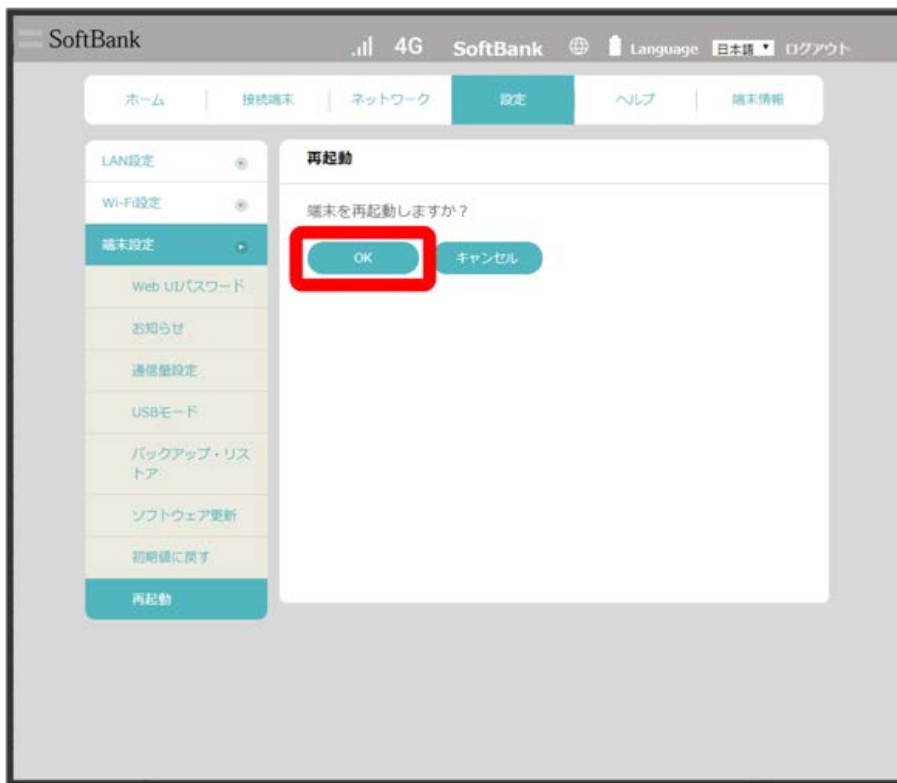 SoftBank
4G SoftBank Language 日本語 ログアウト
ホーム 接続端末 ネットワーク 設定 ヘルプ 端末情報
LAN設定
再起動
Wi-Fi設定
端末を再起動しますか？
端末設定
OK キャンセル
Web UIパスワード
お知らせ
通信量設定
USBモード
バックアップ・リス
トア
ソフトウェア更新
初期値に戻す
再起動